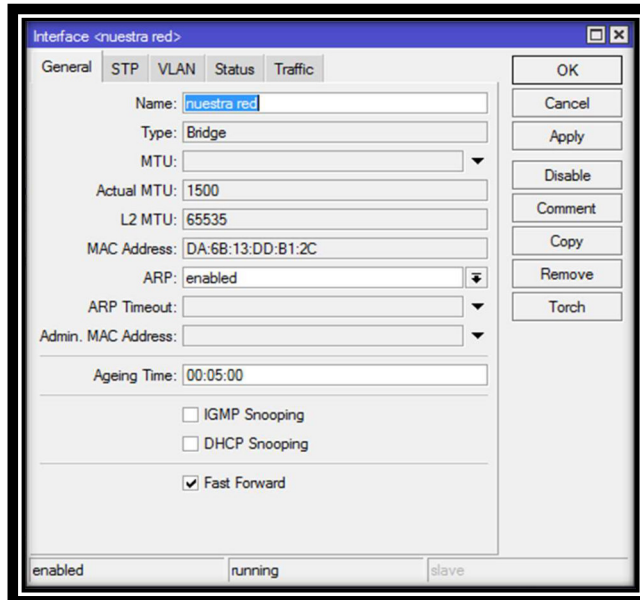 Interface <nuestra red>
General STP VLAN Status Traffic
Name: nuestra red
Type: Bridge
MTU:
Actual MTU: 1500
L2 MTU: 65535
MAC Address: DA:6B:13:DD:B1:2C
ARP: enabled
ARP Timeout:
Admin. MAC Address:
Ageing Time: 00:05:00
IGMP Snooping
DHCP Snooping
Fast Forward
OK
Cancel
Apply
Disable
Comment
Copy
Remove
Torch
enabled running slave